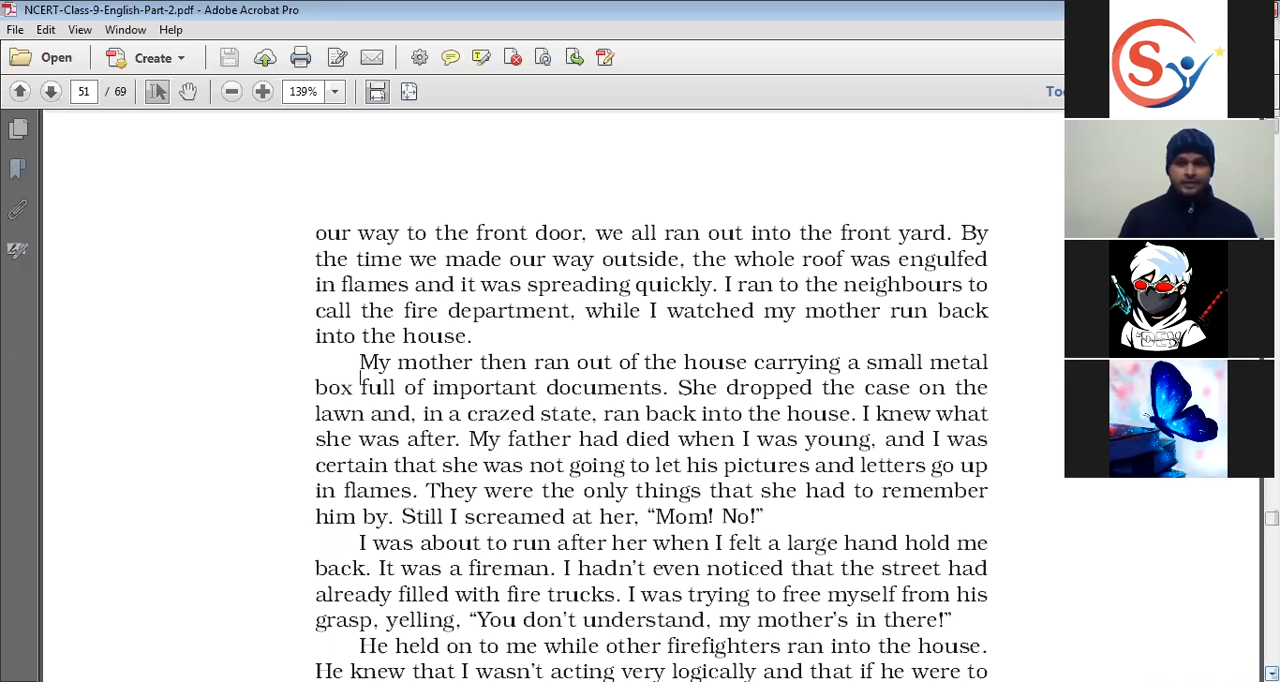 NCERT-Class-9-English-Part-2.pdf - Adobe Acrobat Pro
File Edit View Window Help
Open Create
51 / 69 139%
our way to the front door, we all ran out into the front yard. By
the time we made our way outside, the whole roof was engulfed
in flames and it was spreading quickly. I ran to the neighbours to
call the fire department, while I watched my mother run back
into the house.
My mother then ran out of the house carrying a small metal
box full of important documents. She dropped the case on the
lawn and, in a crazed state, ran back into the house. I knew what
she was after. My father had died when I was young, and I was
certain that she was not going to let his pictures and letters go up
in flames. They were the only things that she had to remember
him by. Still I screamed at her, “Mom! No!”
I was about to run after her when I felt a large hand hold me
back. It was a fireman. I hadn’t even noticed that the street had
already filled with fire trucks. I was trying to free myself from his
grasp, yelling, “You don’t understand, my mother’s in there!”
He held on to me while other firefighters ran into the house.
He knew that I wasn’t acting very logically and that if he were to
S